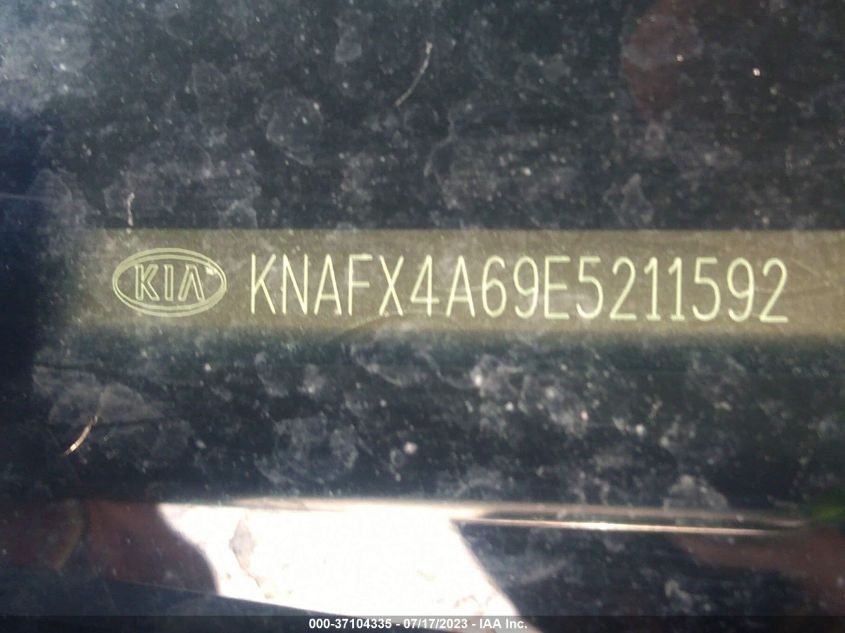 KIA KNAFX4A69E5211592
000-37104335 - 07/17/2023 - IAA Inc.